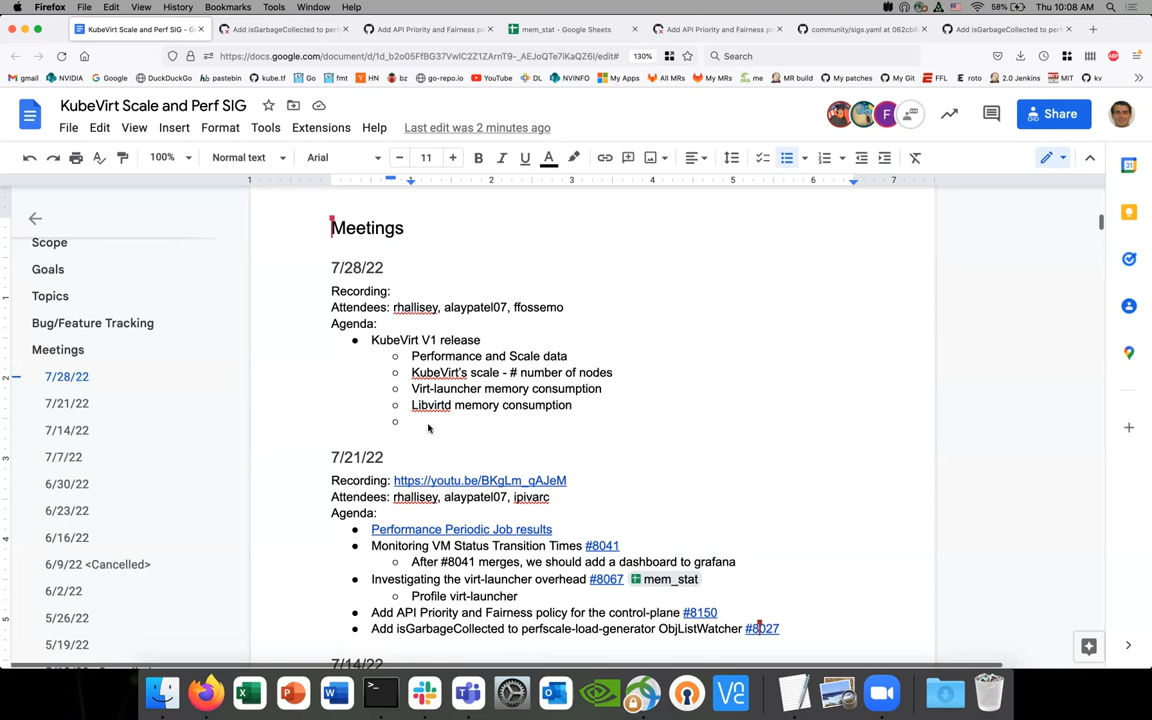 Firefox File Edit View History Bookmarks Tools Window Help 58% Thu 10:08 AM
KubeVirt Scale and Perf SIG - G
Add isGarbageCollected to perf
Add API Priority and Fairness p
mem_stat - Google Sheets
Add API Priority and Fairness po
community/sigs.yaml at 062cb8
Add isGarbageCollected to perf
https://docs.google.com/document/d/1d_b2o05FfBG37VwlC2Z1ZArnT9-_AEJoQTe7iKaQZ6I/edit#
130%
Search
gmail NVIDIA Google DuckDuckGo pastebin kube.tf Go fmt HN go-repo.io YouTube DL NVINFO My Apps All MRs My MRs me MR build My patches My Git FFL roto 2.0 Jenkins MIT kv
KubeVirt Scale and Perf SIG
File Edit View Insert Format Tools Extensions Help Last edit was 2 minutes ago
F
Share
100% Normal text Arial 11 B I U A
1 1 2 3 4 5 6 7
Scope
Goals
Topics
Bug/Feature Tracking
Meetings
7/28/22
7/21/22
7/14/22
7/7/22
6/30/22
6/23/22
6/16/22
6/9/22 <Cancelled>
6/2/22
5/26/22
5/19/22
Meetings
7/28/22
Recording:
Attendees: rhallisey, alaypatel07, ffossemo
Agenda:
KubeVirt V1 release
Performance and Scale data
KubeVirt's scale - # number of nodes
Virt-launcher memory consumption
Libvirtd memory consumption
7/21/22
Recording: https://youtu.be/BKgLm_qAJeM
Attendees: rhallisey, alaypatel07, ipivarc
Agenda:
Performance Periodic Job results
Monitoring VM Status Transition Times #8041
After #8041 merges, we should add a dashboard to grafana
Investigating the virt-launcher overhead #8067 mem_stat
Profile virt-launcher
Add API Priority and Fairness policy for the control-plane #8150
Add isGarbageCollected to perfscale-load-generator ObjListWatcher #8027
7/14/22